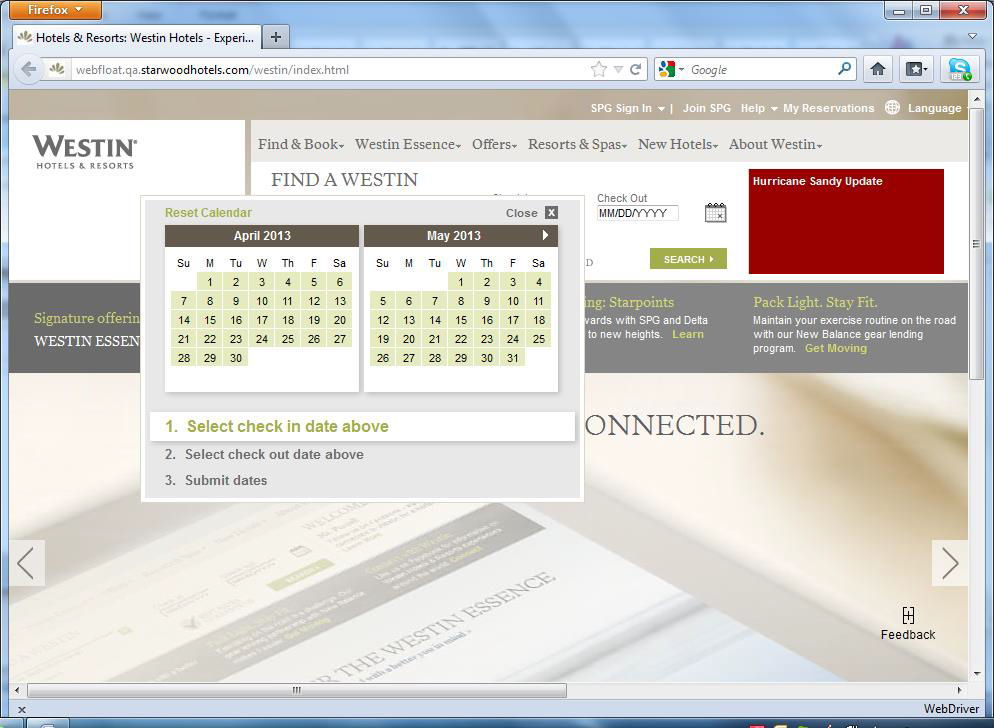 Firefox
Hotels & Resorts: Westin Hotels - Experi...
webfloat.qa.starwoodhotels.com/westin/index.html
Google
SPG Sign In | Join SPG Help My Reservations Language
WESTIN®
HOTELS & RESORTS
Find & Book Westin Essence Offers Resorts & Spas New Hotels About Westin
FIND A WESTIN
Check Out
MM/DD/YYYY
SEARCH
Hurricane Sandy Update
Reset Calendar Close X
April 2013
Su M Tu W Th F Sa
1 2 3 4 5 6
7 8 9 10 11 12 13
14 15 16 17 18 19 20
21 22 23 24 25 26 27
28 29 30
May 2013
Su M Tu W Th F Sa
1 2 3 4
5 6 7 8 9 10 11
12 13 14 15 16 17 18
19 20 21 22 23 24 25
26 27 28 29 30 31
1. Select check in date above
2. Select check out date above
3. Submit dates
Signature offerin
WESTIN ESSEN
ing: Starpoints
wards with SPG and Delta
to new heights. Learn
Pack Light. Stay Fit.
Maintain your exercise routine on the road
with our New Balance gear lending
program. Get Moving
ONNECTED.
THE WESTIN ESSENCE
Feedback
WebDriver